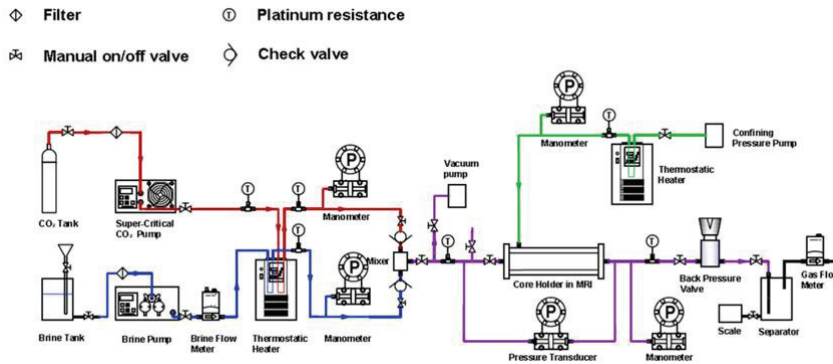 Filter
T Platinum resistance
Manual on/off valve
Check valve
P
P
T
Manometer
Confining
Pressure Pump
Vacuum
pump
Thermostatic
Heater
T
T
P
CO₂ Tank
Super-Critical
CO₂ Pump
Manometer
T
T
T
V
Mixer
Core Holder in MRI
Back Pressure
Valve
Gas Flow
Meter
P
Brine Tank
Brine Pump
Brine Flow
Meter
Thermostatic
Heater
Manometer
P
P
Scale
Separator
Pressure Transducer
Manometer